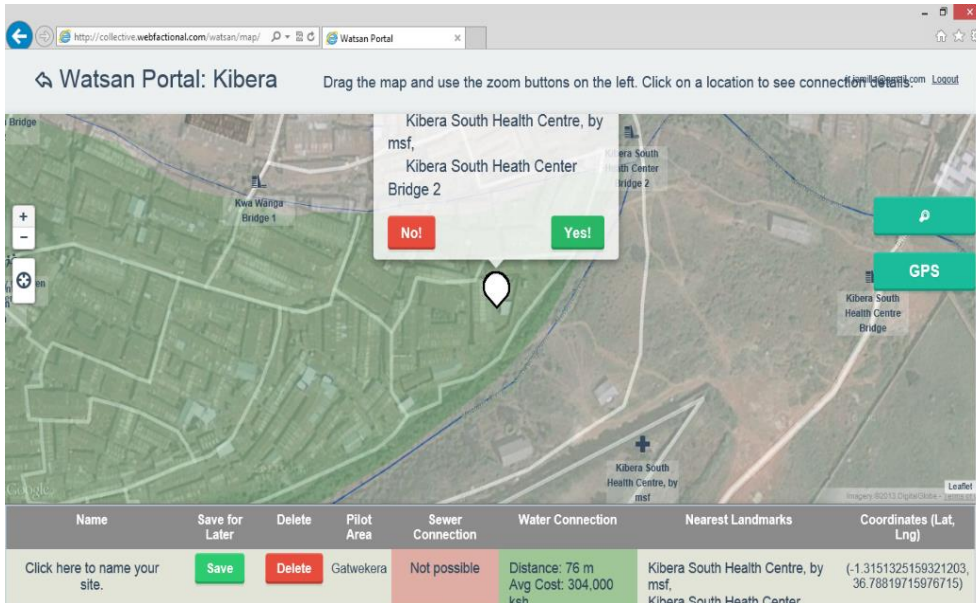 http://collective.webfactional.com/watsan/map/
Watsan Portal
Watsan Portal: Kibera
Drag the map and use the zoom buttons on the left. Click on a location to see connection details.
Logout
Bridge
Kibera South Health Centre, by
msf,
Kibera South Heath Center
Bridge 2
No!
Yes!
Kibera South
Health Center
Bridge 2
Kwa Wanga
Bridge 1
+
-
GPS
Kibera South
Health Centre
Bridge
Kibera South
Health Centre, by
msf
Google
Leaflet
Imagery ©2013 DigitalGlobe -
Name
Save for
Later
Delete
Pilot
Area
Sewer
Connection
Water Connection
Nearest Landmarks
Coordinates (Lat,
Lng)
Click here to name your
site.
Save
Delete
Gatwekera
Not possible
Distance: 76 m
Avg Cost: 304,000
ksh
Kibera South Health Centre, by
msf,
Kibera South Heath Center
(-1.3151325159321203,
36.78819715976715)